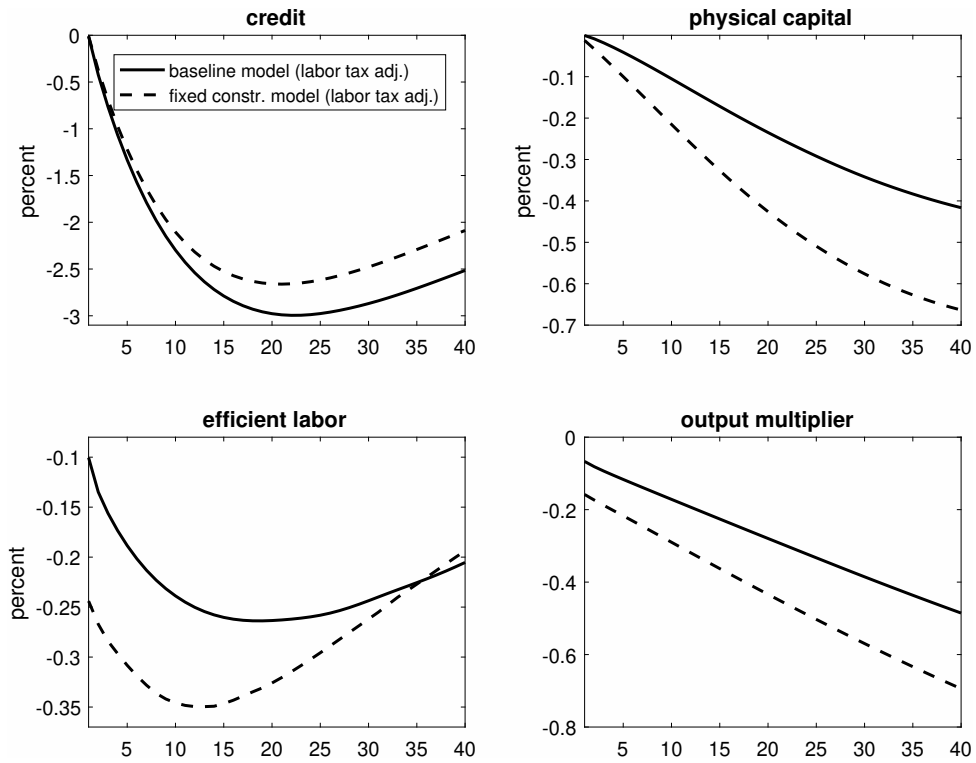 credit
0
-0.5
-1
-1.5
-2
-2.5
-3
percent
baseline model (labor tax adj.)
fixed constr. model (labor tax adj.)
5 10 15 20 25 30 35 40
physical capital
-0.1
-0.2
-0.3
-0.4
-0.5
-0.6
-0.7
percent
5 10 15 20 25 30 35 40
efficient labor
-0.1
-0.15
-0.2
-0.25
-0.3
-0.35
percent
5 10 15 20 25 30 35 40
output multiplier
0
-0.2
-0.4
-0.6
-0.8
5 10 15 20 25 30 35 40